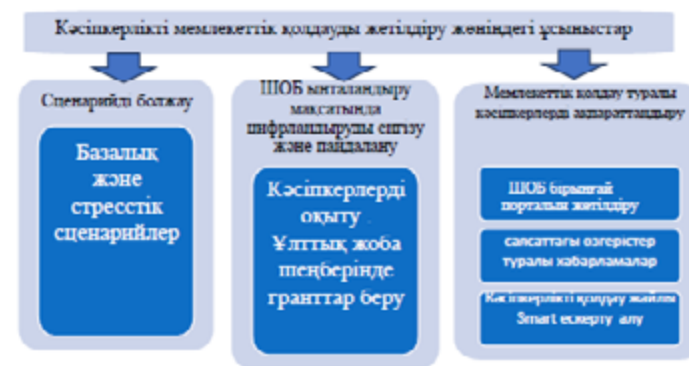 Кәсіпкерлікті мемлекеттік қолдауды жетілдіру жөніндегі ұсыныстар
Сценарийді болжау
Базалық
және
стресстік
сценарийлер
ШОБ ынталандыру
мақсатында
цифрландыруды енгізу
және пайдалану
Кәсіпкерлерді
оқыту
Ұлттық жоба
шеңберінде
гранттар беру
Мемлекеттік қолдау туралы
кәсіпкерлерді ақпараттандыру
ШОБ бірыңғай
порталын жетілдіру
саясаттағы өзгерістер
туралы хабарламалар
Кәсіпкерлікті қолдау жайлы
Smart ескерту алу